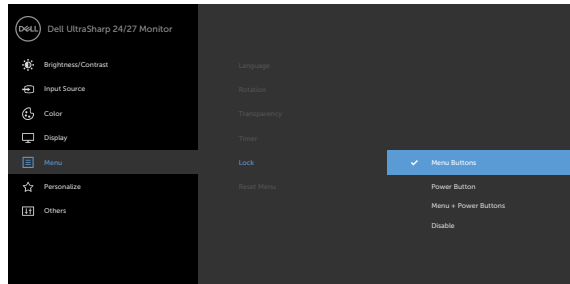 DELL
Dell UltraSharp 24/27 Monitor
Brightness/Contrast
Input Source
Color
Display
Menu
Personalize
Others
Language
Rotation
Transparency
Timer
Lock
Reset Menu
Menu Buttons
Power Button
Menu + Power Buttons
Disable